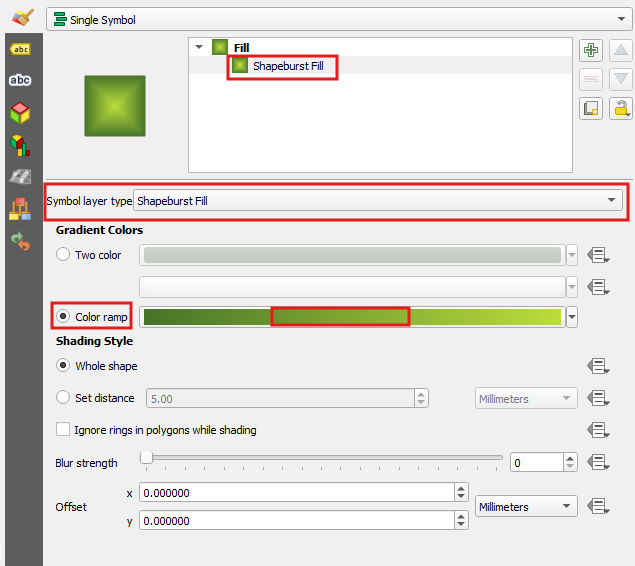 Single Symbol
Fill
Shapeburst Fill
abc
abc
Symbol layer type Shapeburst Fill
Gradient Colors
Two color
Color ramp
Shading Style
Whole shape
Set distance 5.00 Millimeters
Ignore rings in polygons while shading
Blur strength 0
x 0.000000
Offset Millimeters
y 0.000000